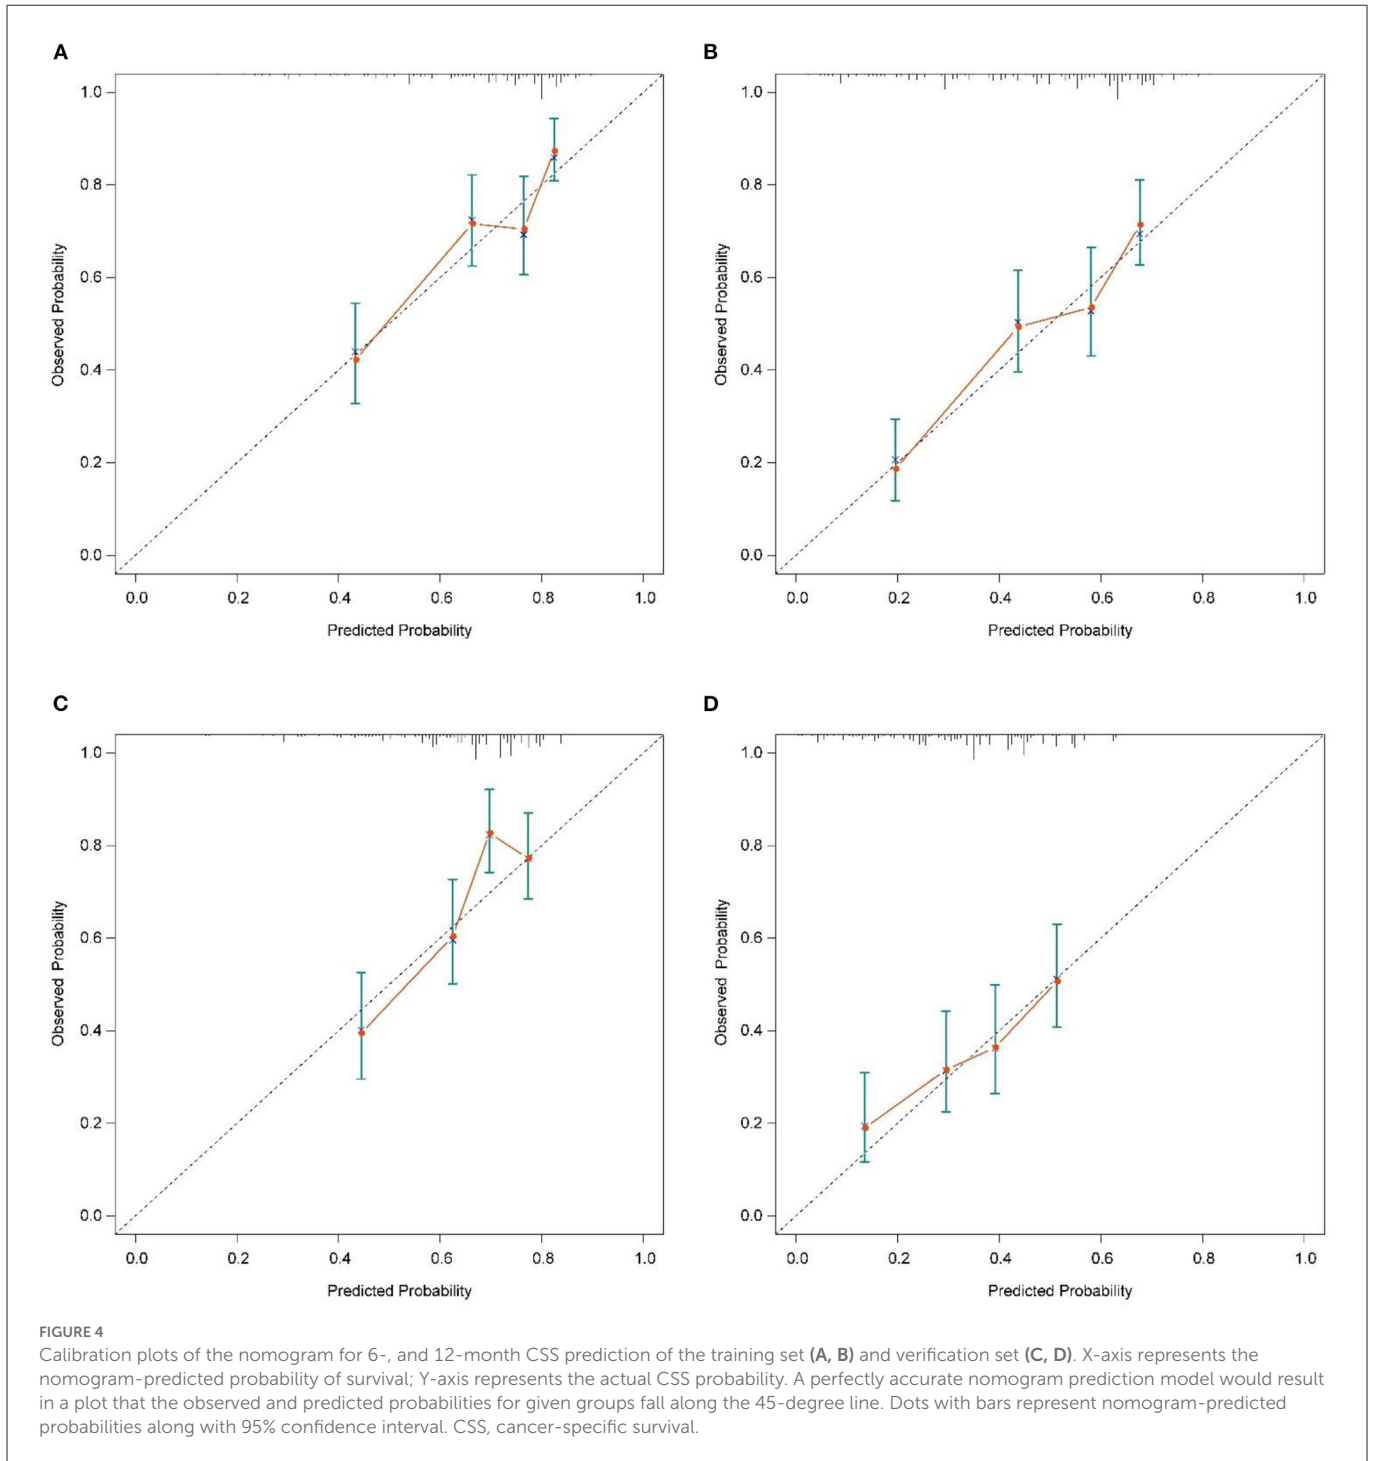 A
B
1.0
0.8
0.6
0.4
0.2
0.0
Observed Probability
0.0 0.2 0.4 0.6 0.8 1.0
Predicted Probability
1.0
0.8
0.6
0.4
0.2
0.0
Observed Probability
0.0 0.2 0.4 0.6 0.8 1.0
Predicted Probability
C
D
1.0
0.8
0.6
0.4
0.2
0.0
Observed Probability
0.0 0.2 0.4 0.6 0.8 1.0
Predicted Probability
1.0
0.8
0.6
0.4
0.2
0.0
Observed Probability
0.0 0.2 0.4 0.6 0.8 1.0
Predicted Probability
FIGURE 4
Calibration plots of the nomogram for 6-, and 12-month CSS prediction of the training set (A, B) and verification set (C, D). X-axis represents the
nomogram-predicted probability of survival; Y-axis represents the actual CSS probability. A perfectly accurate nomogram prediction model would result
in a plot that the observed and predicted probabilities for given groups fall along the 45-degree line. Dots with bars represent nomogram-predicted
probabilities along with 95% confidence interval. CSS, cancer-specific survival.